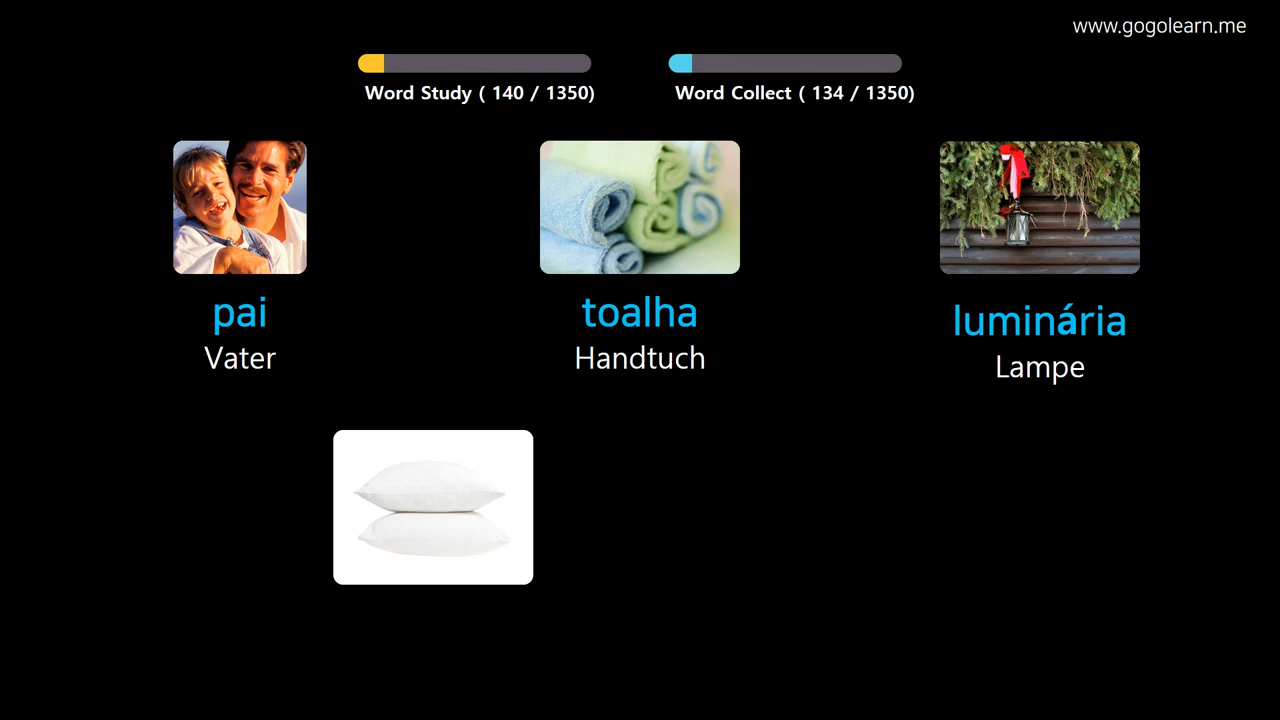 www.gogolearn.me
Word Study ( 140 / 1350)
Word Collect ( 134 / 1350)
pai
Vater
toalha
Handtuch
luminária
Lampe